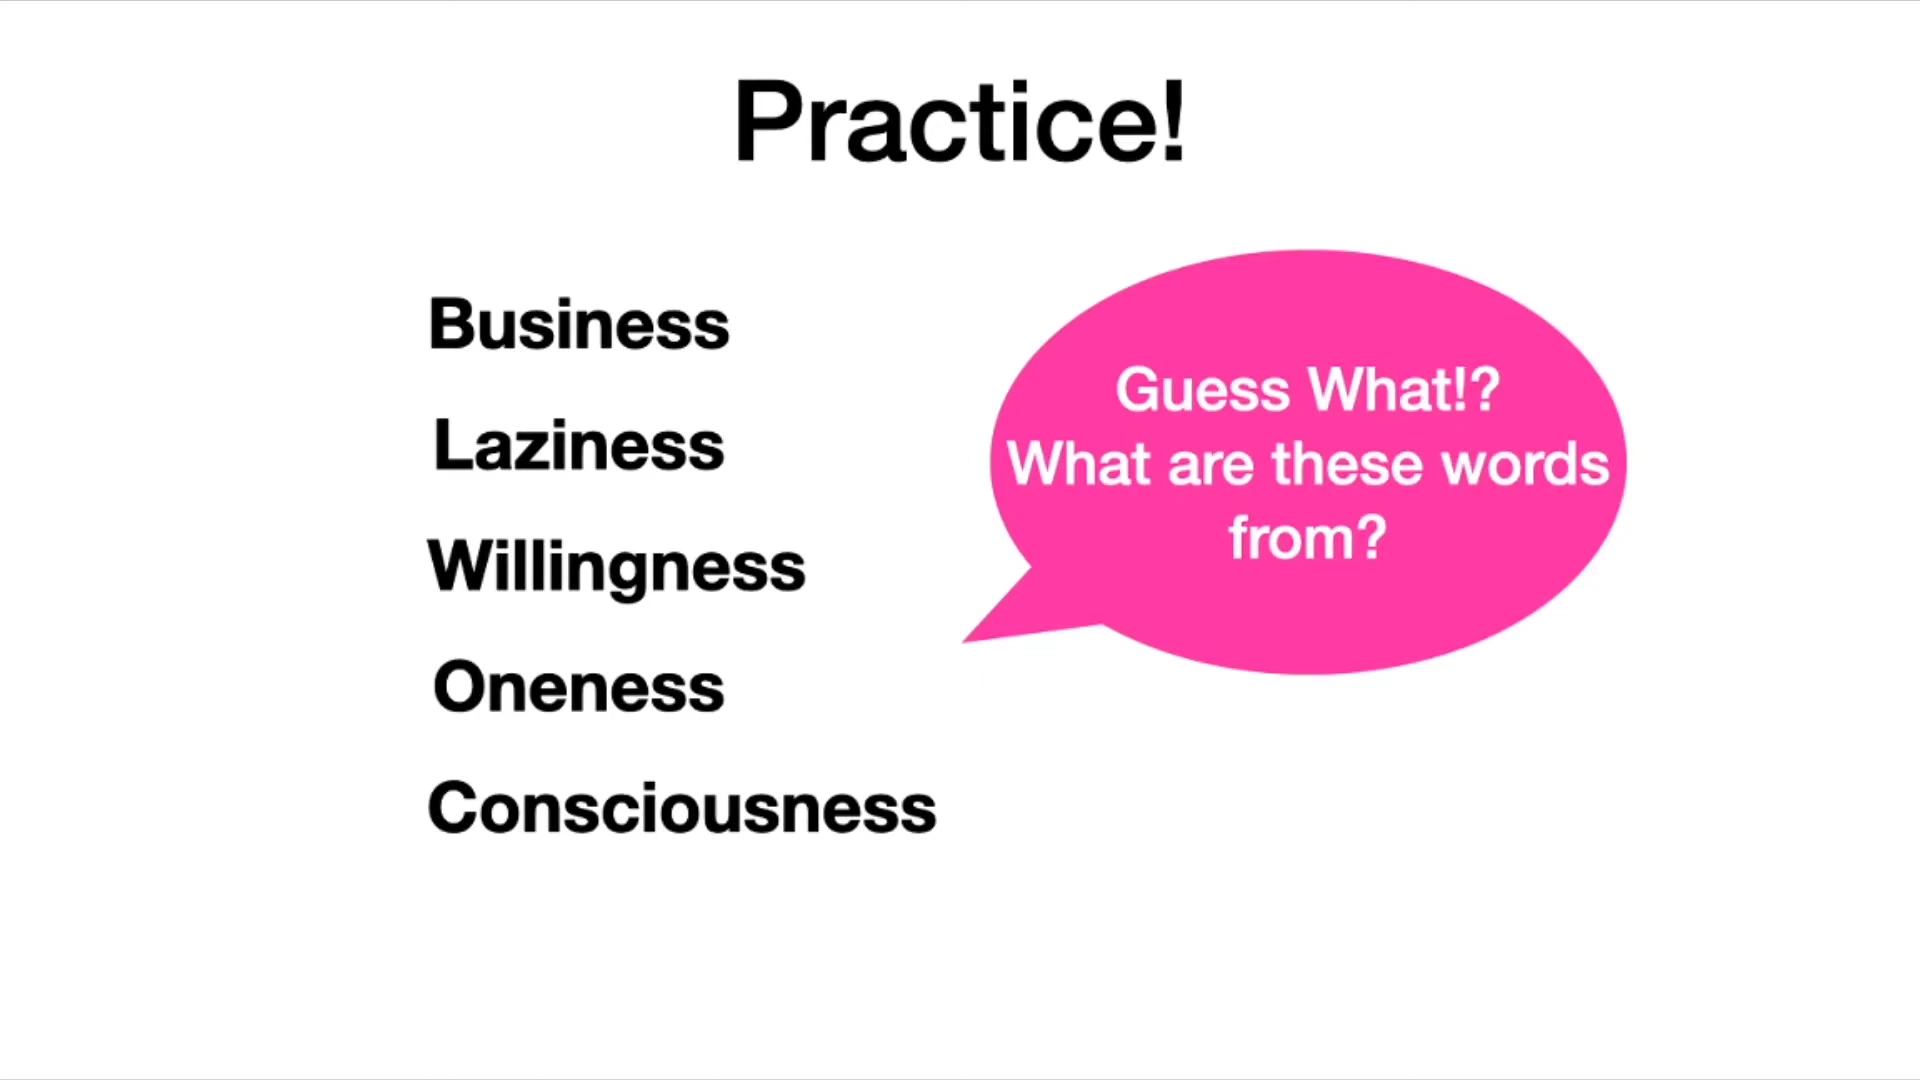 Practice!
Business
Laziness
Willingness
Oneness
Consciousness
Guess What!?
What are these words
from?